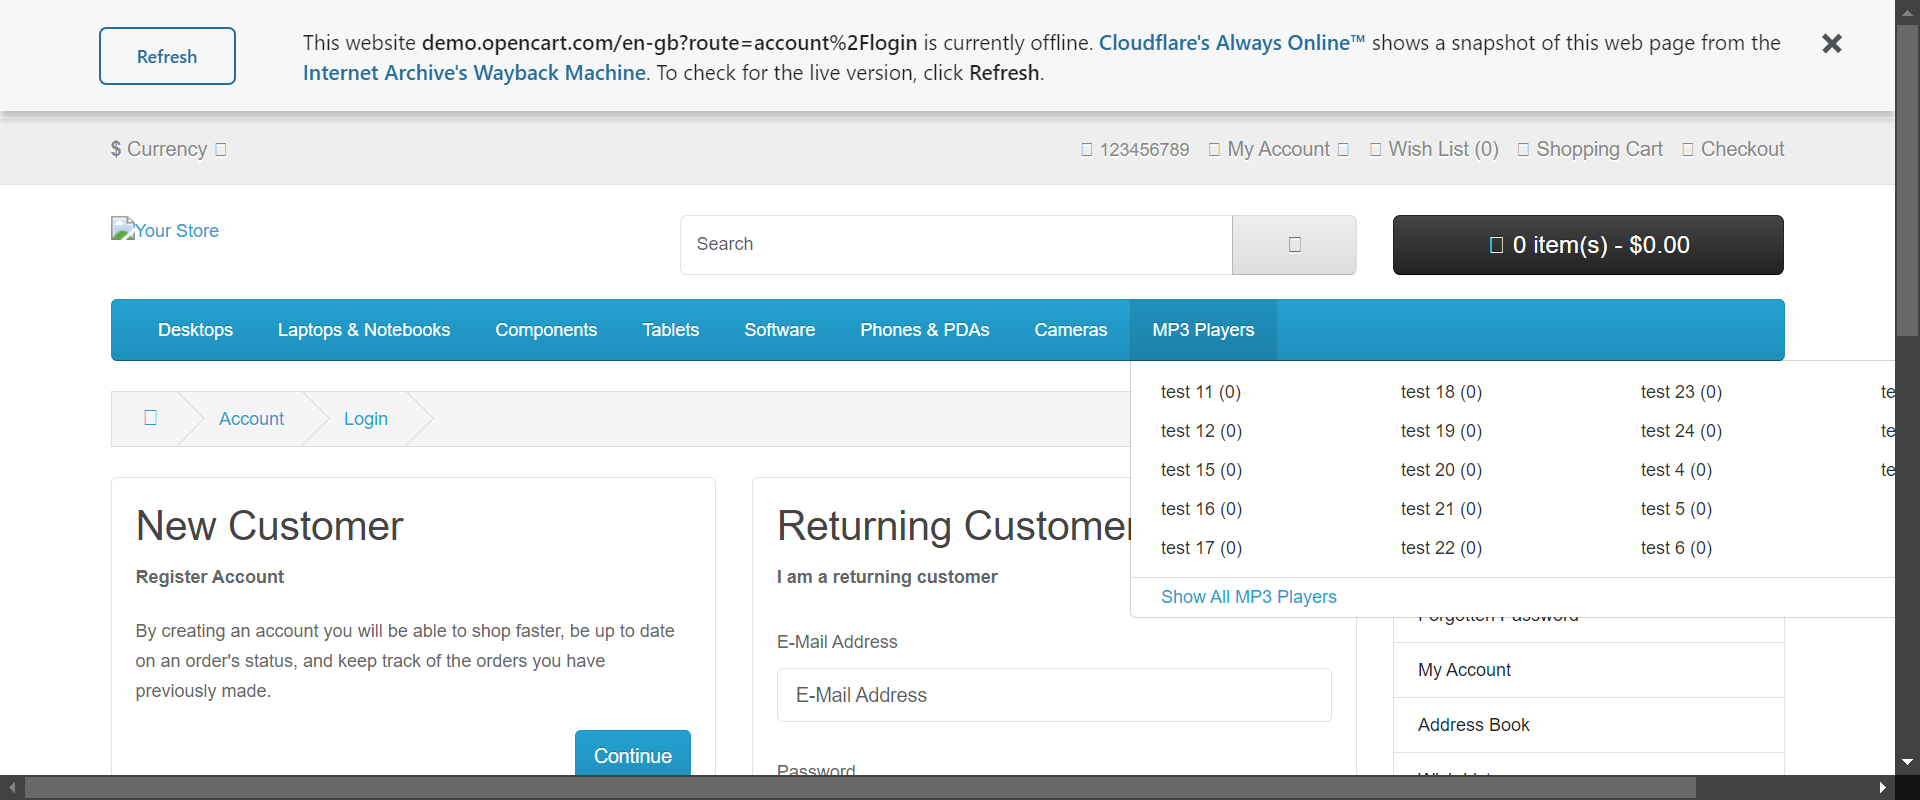 Refresh
This website demo.opencart.com/en-gb?route=account%2Flogin is currently offline. Cloudflare's Always Online™ shows a snapshot of this web page from the
Internet Archive's Wayback Machine. To check for the live version, click Refresh.
$ Currency
123456789 My Account Wish List (0) Shopping Cart Checkout
Your Store
Search
0 item(s) - $0.00
Desktops Laptops & Notebooks Components Tablets Software Phones & PDAs Cameras MP3 Players
test 11 (0) test 18 (0) test 23 (0) te
test 12 (0) test 19 (0) test 24 (0) te
test 15 (0) test 20 (0) test 4 (0) te
test 16 (0) test 21 (0) test 5 (0)
test 17 (0) test 22 (0) test 6 (0)
Show All MP3 Players
Account Login
New Customer
Register Account
By creating an account you will be able to shop faster, be up to date
on an order's status, and keep track of the orders you have
previously made.
Continue
Returning Customer
I am a returning customer
E-Mail Address
E-Mail Address
Password
Forgotten Password
My Account
Address Book
Wish List